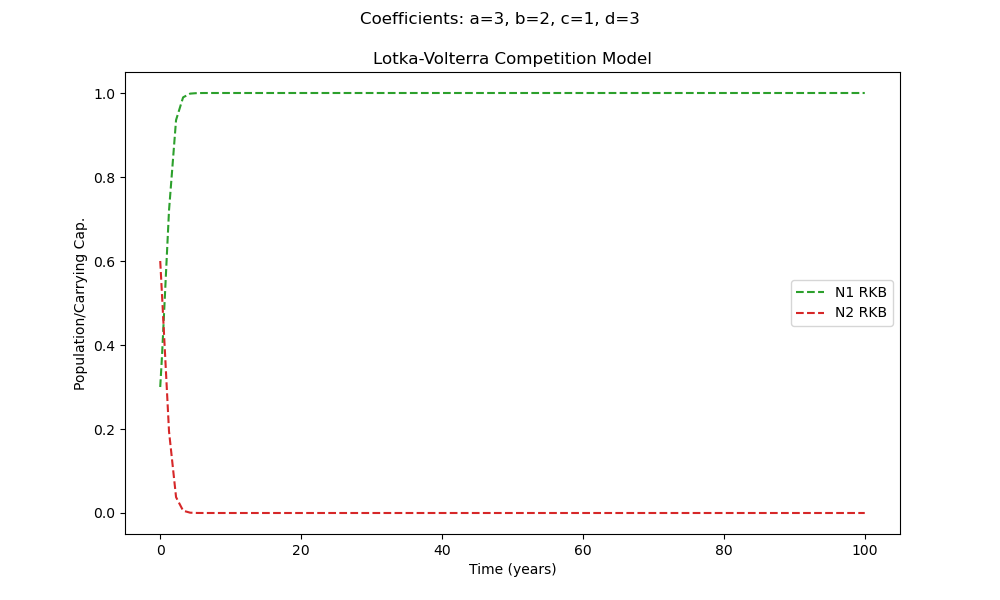 Coefficients: a=3, b=2, c=1, d=3
Lotka-Volterra Competition Model
Population/Carrying Cap.
1.0
0.8
0.6
0.4
0.2
0.0
N1 RKB
N2 RKB
0 20 40 60 80 100
Time (years)